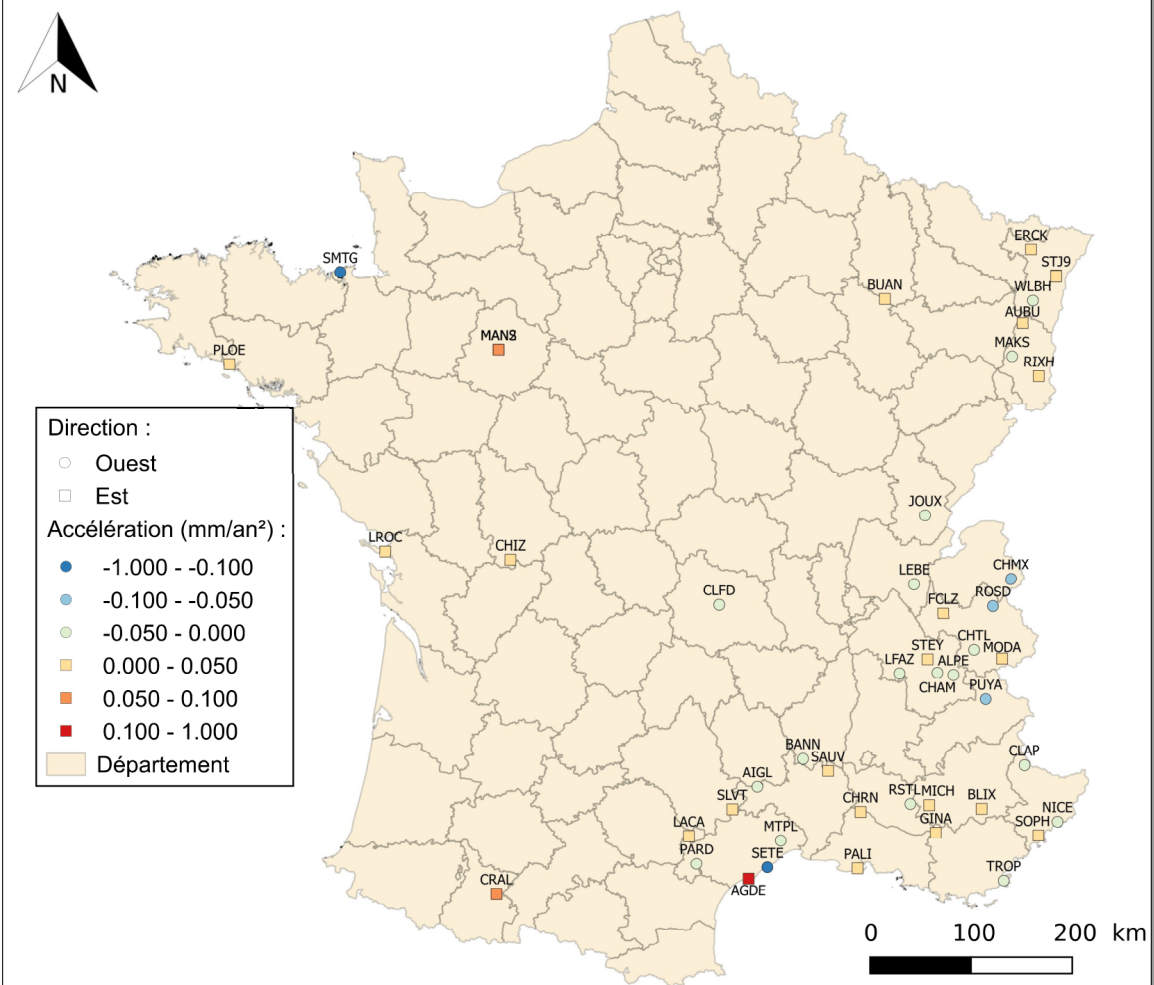 N
ERCK
STJ9
SMTG
WLBH
BUAN
AUBU
MAKS
PLOE
RIXH
Direction :
Ouest
Est
Accélération (mm/an²) :
-1.000 - -0.100
-0.100 - -0.050
-0.050 - 0.000
0.000 - 0.050
0.050 - 0.100
0.100 - 1.000
Département
JOUX
LROC
CHIZ
LEBE
CHMX
CLFD
ROSD
FCLZ
CHTL
STEY
MODA
LFAZ
ALPE
CHAM
PUYA
BANN
SAUV
CLAP
AIGL
SLVT
CHRN
RSTL
MICH
BLIX
LACA
GINA
SOPH
NICE
MTPL
PARD
SETE
PALI
TROP
CRAL
AGDE
0 100 200 km